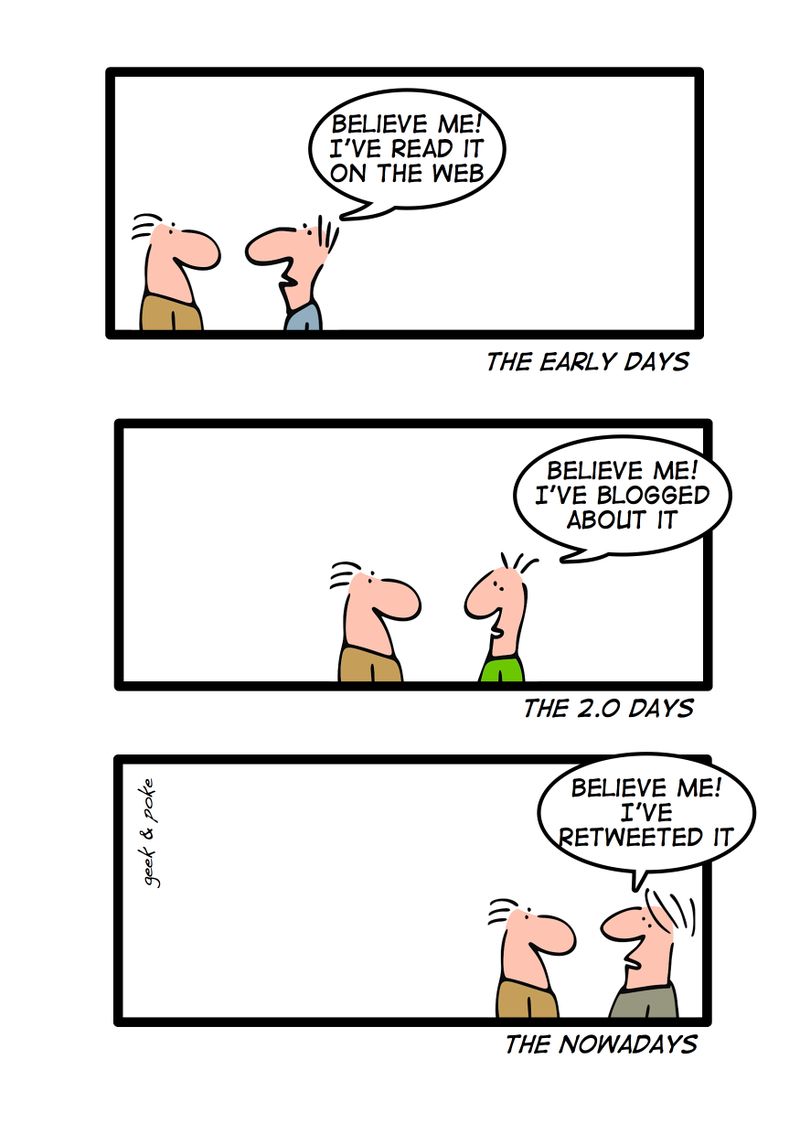 BELIEVE ME!
I'VE READ IT
ON THE WEB
THE EARLY DAYS
BELIEVE ME!
I'VE BLOGGED
ABOUT IT
THE 2.0 DAYS
geek & poke
BELIEVE ME!
I'VE
RETWEETED IT
THE NOWADAYS